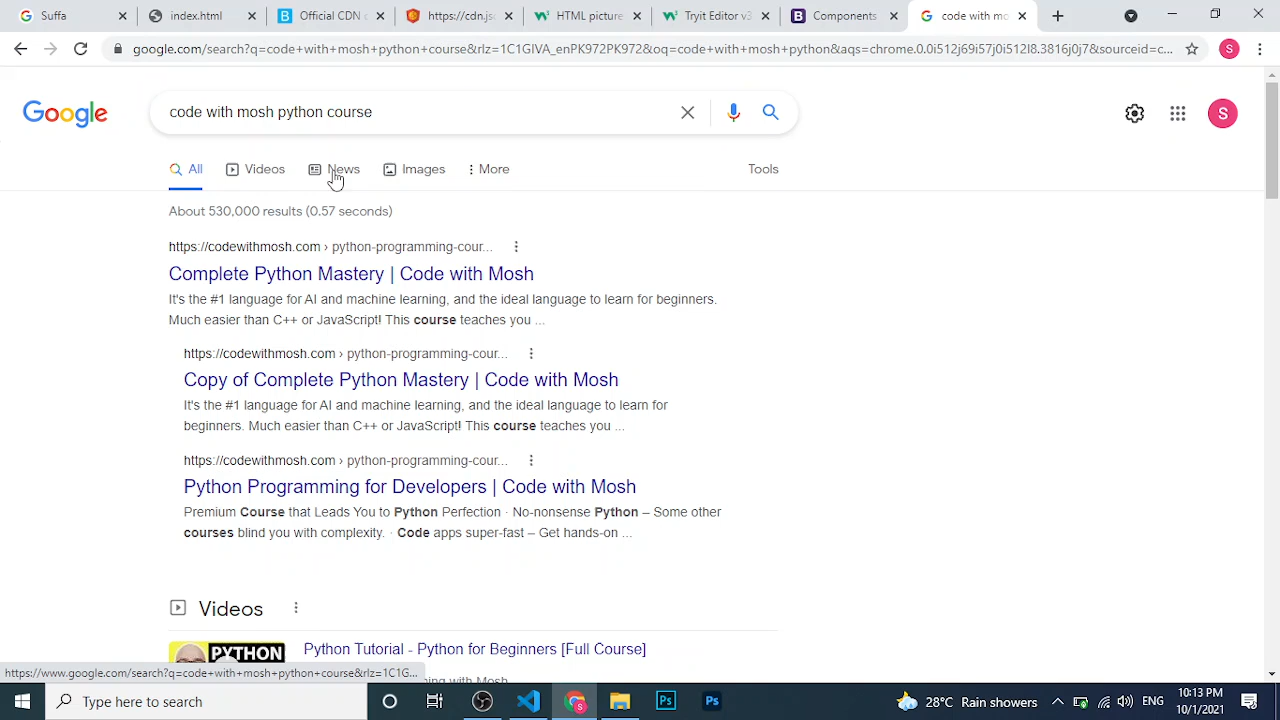 Suffa
index.html
Official CDN o
https://cdn.jsd
HTML picture
Tryit Editor v3
Components
code with mo
google.com/search?q=code+with+mosh+python+course&rlz=1C1GIVA_enPK972PK972&oq=code+with+mosh+python&aqs=chrome.0.0i512j69i57j0i512l8.3816j0j7&sourceid=c...
S
Google
code with mosh python course
S
All
Videos
News
Images
More
Tools
About 530,000 results (0.57 seconds)
https://codewithmosh.com › python-programming-cour...
Complete Python Mastery | Code with Mosh
It's the #1 language for AI and machine learning, and the ideal language to learn for beginners.
Much easier than C++ or JavaScript! This course teaches you ...
https://codewithmosh.com › python-programming-cour...
Copy of Complete Python Mastery | Code with Mosh
It's the #1 language for AI and machine learning, and the ideal language to learn for
beginners. Much easier than C++ or JavaScript! This course teaches you ...
https://codewithmosh.com › python-programming-cour...
Python Programming for Developers | Code with Mosh
Premium Course that Leads You to Python Perfection · No-nonsense Python – Some other
courses blind you with complexity. · Code apps super-fast – Get hands-on ...
Videos
PYTHON
Python Tutorial - Python for Beginners [Full Course]
with Mosh
https://www.google.com/search?q=code+with+mosh+python+course&rlz=1C1G...
Type here to search
S
Ps
Ps
28°C Rain showers
ENG
10:13 PM
10/1/2021